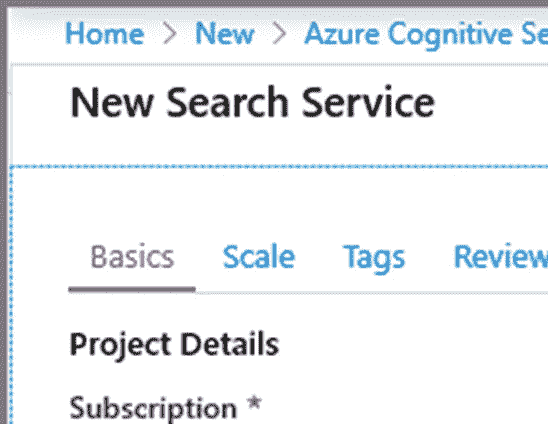 Home > New > Azure Cognitive Se
New Search Service
Basics Scale Tags Review
Project Details
Subscription *